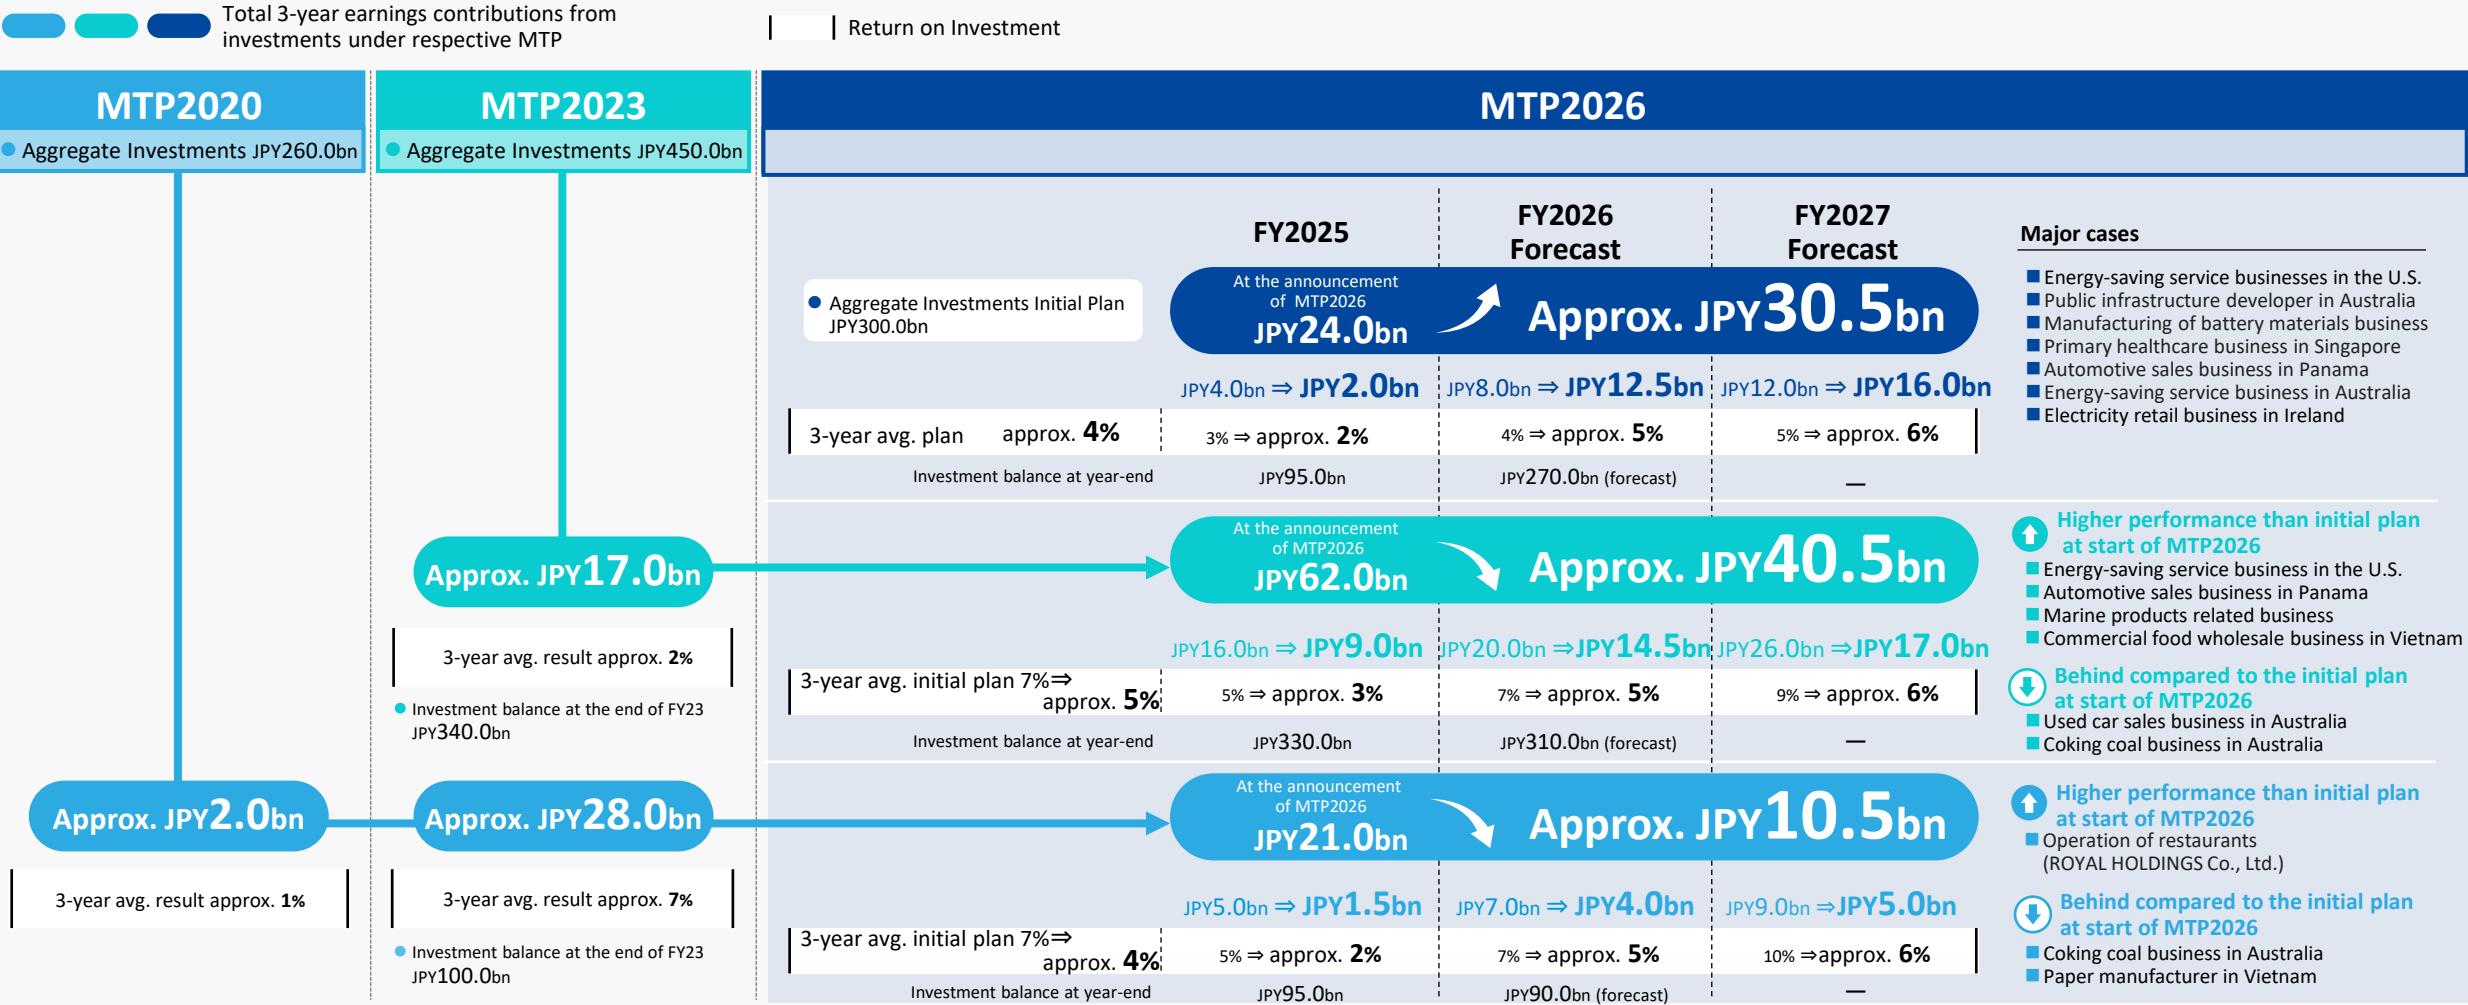 Total 3-year earnings contributions from
investments under respective MTP
Return on Investment
MTP2020
Aggregate Investments JPY260.0bn
MTP2023
Aggregate Investments JPY450.0bn
MTP2026
FY2025
FY2026
Forecast
FY2027
Forecast
Major cases
Aggregate Investments Initial Plan
JPY300.0bn
At the announcement
of MTP2026
JPY24.0bn
Approx. JPY30.5bn
Energy-saving service businesses in the U.S.
Public infrastructure developer in Australia
Manufacturing of battery materials business
Primary healthcare business in Singapore
Automotive sales business in Panama
Energy-saving service business in Australia
Electricity retail business in Ireland
JPY4.0bn ⇒ JPY2.0bn
JPY8.0bn ⇒ JPY12.5bn
JPY12.0bn ⇒ JPY16.0bn
3-year avg. plan approx. 4%
3% ⇒ approx. 2%
4% ⇒ approx. 5%
5% ⇒ approx. 6%
Investment balance at year-end
JPY95.0bn
JPY270.0bn (forecast)
—
Approx. JPY17.0bn
At the announcement
of MTP2026
JPY62.0bn
Approx. JPY40.5bn
Higher performance than initial plan
at start of MTP2026
Energy-saving service business in the U.S.
Automotive sales business in Panama
Marine products related business
Commercial food wholesale business in Vietnam
3-year avg. result approx. 2%
Investment balance at the end of FY23
JPY340.0bn
JPY16.0bn ⇒ JPY9.0bn
JPY20.0bn ⇒JPY14.5bn
JPY26.0bn ⇒JPY17.0bn
3-year avg. initial plan 7%⇒
approx. 5%
5% ⇒ approx. 3%
7% ⇒ approx. 5%
9% ⇒ approx. 6%
Behind compared to the initial plan
at start of MTP2026
Used car sales business in Australia
Coking coal business in Australia
Investment balance at year-end
JPY330.0bn
JPY310.0bn (forecast)
—
Approx. JPY2.0bn
Approx. JPY28.0bn
At the announcement
of MTP2026
JPY21.0bn
Approx. JPY10.5bn
Higher performance than initial plan
at start of MTP2026
Operation of restaurants
(ROYAL HOLDINGS Co., Ltd.)
3-year avg. result approx. 1%
3-year avg. result approx. 7%
Investment balance at the end of FY23
JPY100.0bn
JPY5.0bn ⇒ JPY1.5bn
JPY7.0bn ⇒ JPY4.0bn
JPY9.0bn ⇒JPY5.0bn
3-year avg. initial plan 7%⇒
approx. 4%
5% ⇒ approx. 2%
7% ⇒ approx. 5%
10% ⇒approx. 6%
Behind compared to the initial plan
at start of MTP2026
Coking coal business in Australia
Paper manufacturer in Vietnam
Investment balance at year-end
JPY95.0bn
JPY90.0bn (forecast)
—